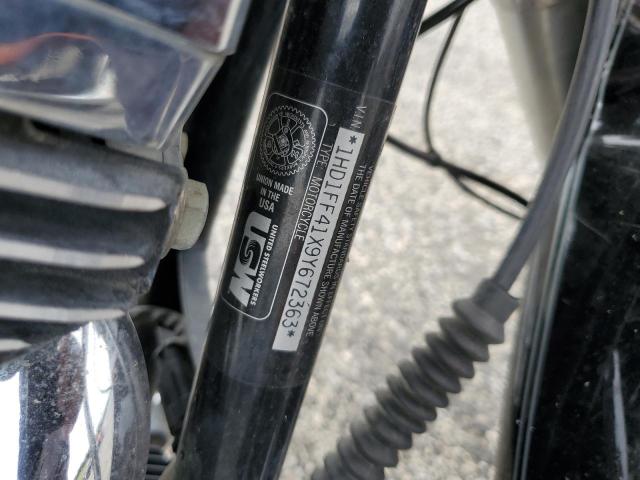 UNION MADE
IN THE
USA
USW
UNITED STEELWORKERS
THE DATE OF MANUFACTURE SHOWN ABOVE
VIN *1HD1FF41X9Y672363*
TYPE MOTORCYCLE